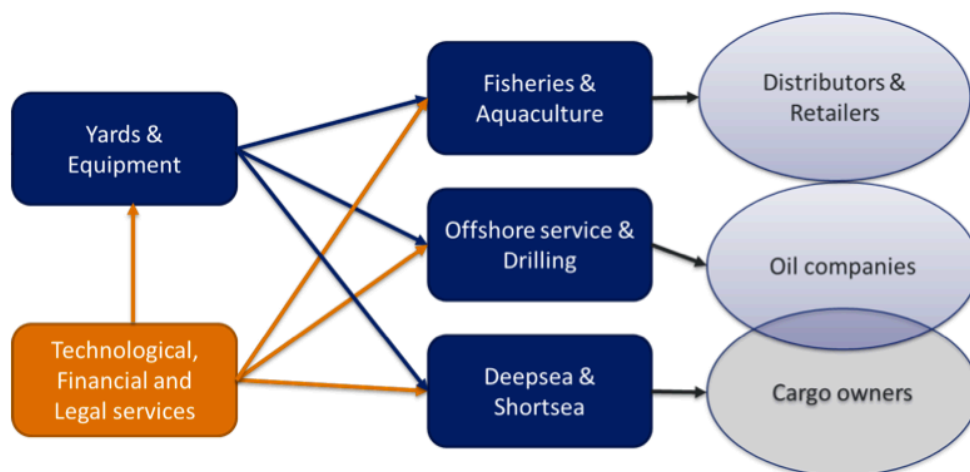 Yards &
Equipment
Technological,
Financial and
Legal services
Fisheries &
Aquaculture
Offshore service &
Drilling
Deepsea &
Shortsea
Distributors &
Retailers
Oil companies
Cargo owners